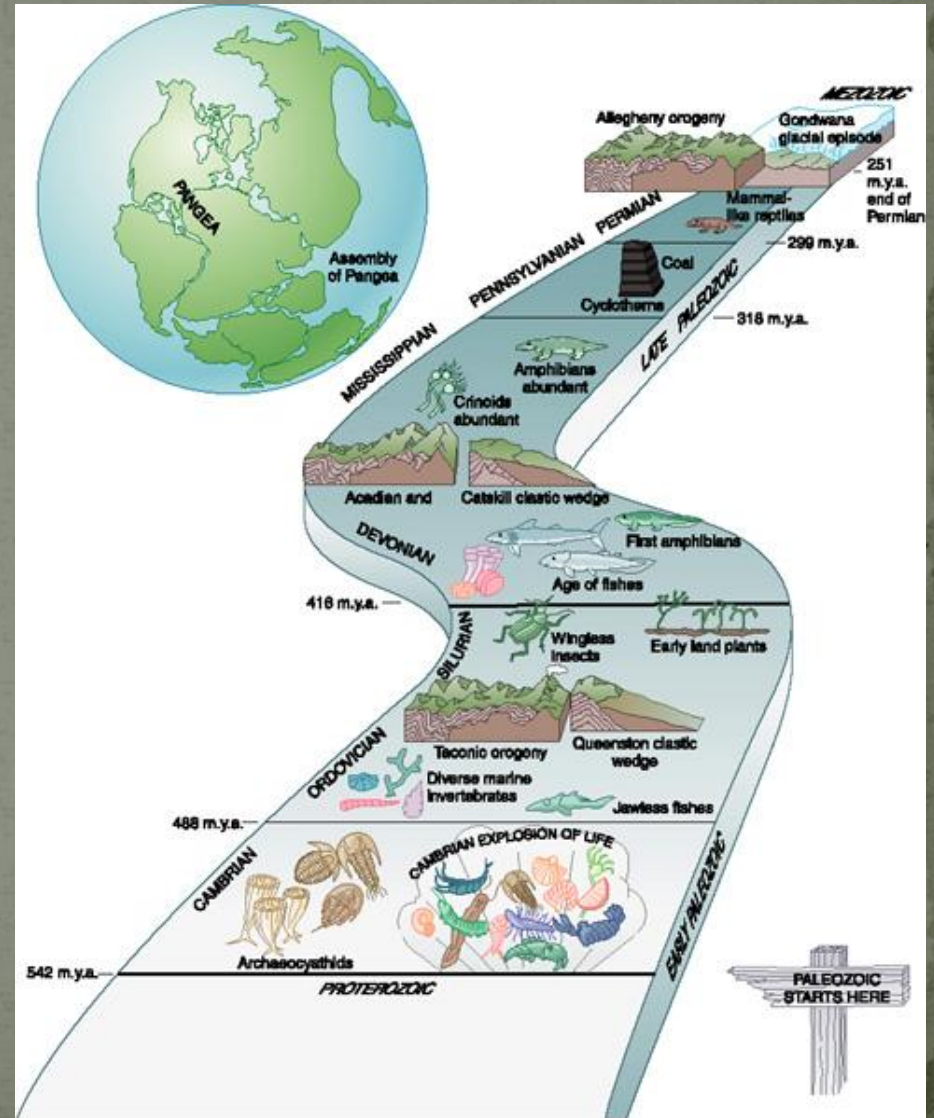 MEZOZOIC
Allegheny orogeny
Gondwana
glacial episode
251
m.y.a.
end of
Permian
PANGEA
Assembly
of Pangea
PERMIAN
Mammal-
like reptiles
299 m.y.a.
PENNSYLVANIAN
Coal
Cyclothems
LATE PALEOZOIC
318 m.y.a.
MISSISSIPPIAN
Amphibians
abundant
Crinoids
abundant
Acadian and
Catskill clastic wedge
DEVONIAN
First amphibians
Age of fishes
416 m.y.a.
SILURIAN
Wingless
insects
Early land plants
Taconic orogeny
Queenston clastic
wedge
ORDOVICIAN
Diverse marine
invertebrates
Jawless fishes
488 m.y.a.
CAMBRIAN
CAMBRIAN EXPLOSION OF LIFE
EARLY PALEOZOIC
Archaeocyathids
542 m.y.a.
PROTEROZOIC
PALEOZOIC
STARTS HERE